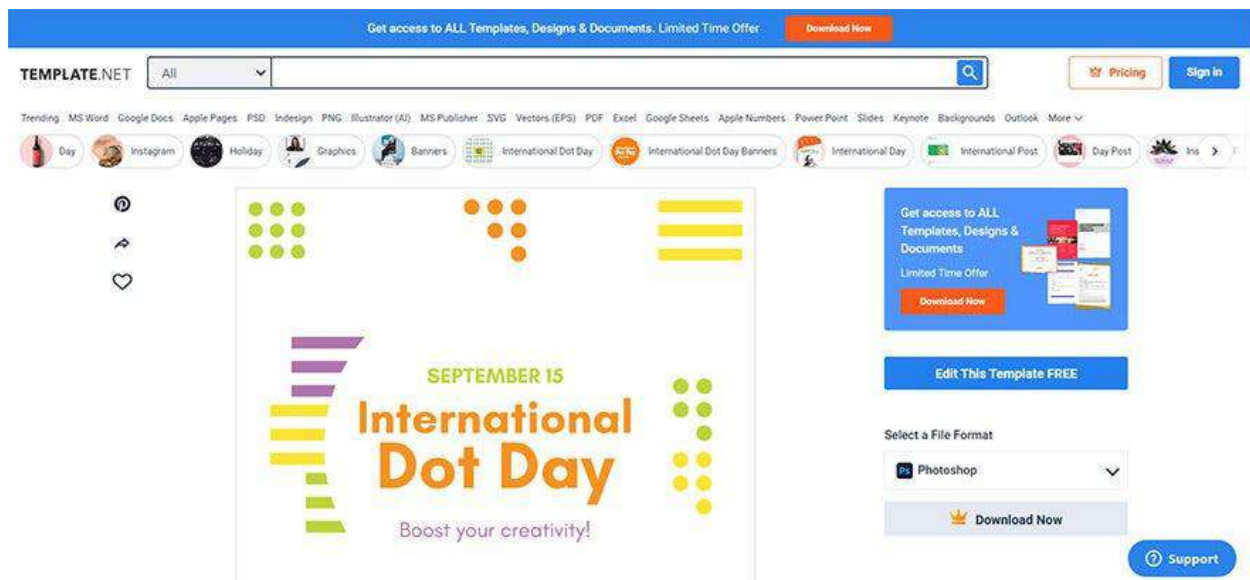 Get access to ALL Templates, Designs & Documents. Limited Time Offer Download Now
TEMPLATE.NET All Pricing Sign in
Trending MS Word Google Docs Apple Pages PSD Indesign PNG Illustrator (AI) MS Publisher SVG Vectors (EPS) PDF Excel Google Sheets Apple Numbers Power Point Slides Keynote Backgrounds Outlook More
Day Instagram Holiday Graphics Banners International Dot Day International Dot Day Banners International Day International Post Day Post Ins
SEPTEMBER 15
International
Dot Day
Boost your creativity!
Get access to ALL
Templates, Designs &
Documents
Limited Time Offer
Download Now
Edit This Template FREE
Select a File Format
Ps Photoshop
Download Now
Support